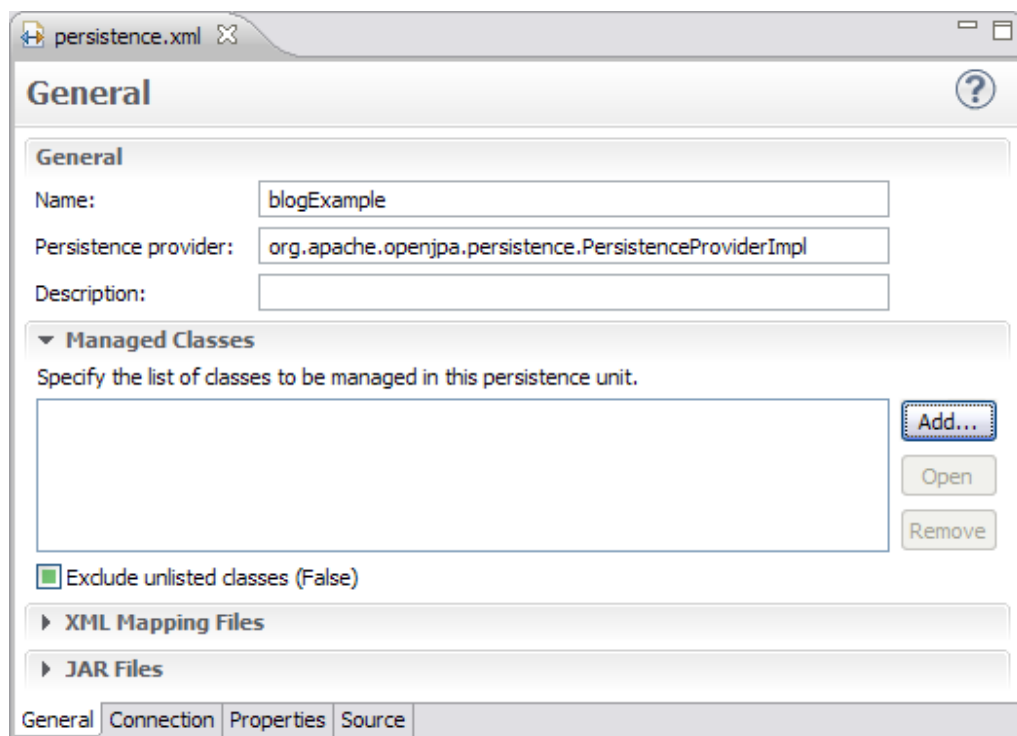 persistence.xml
General
?
General
Name: blogExample
Persistence provider: org.apache.openjpa.persistence.PersistenceProviderImpl
Description:
Managed Classes
Specify the list of classes to be managed in this persistence unit.
Add...
Open
Remove
Exclude unlisted classes (False)
XML Mapping Files
JAR Files
General Connection Properties Source